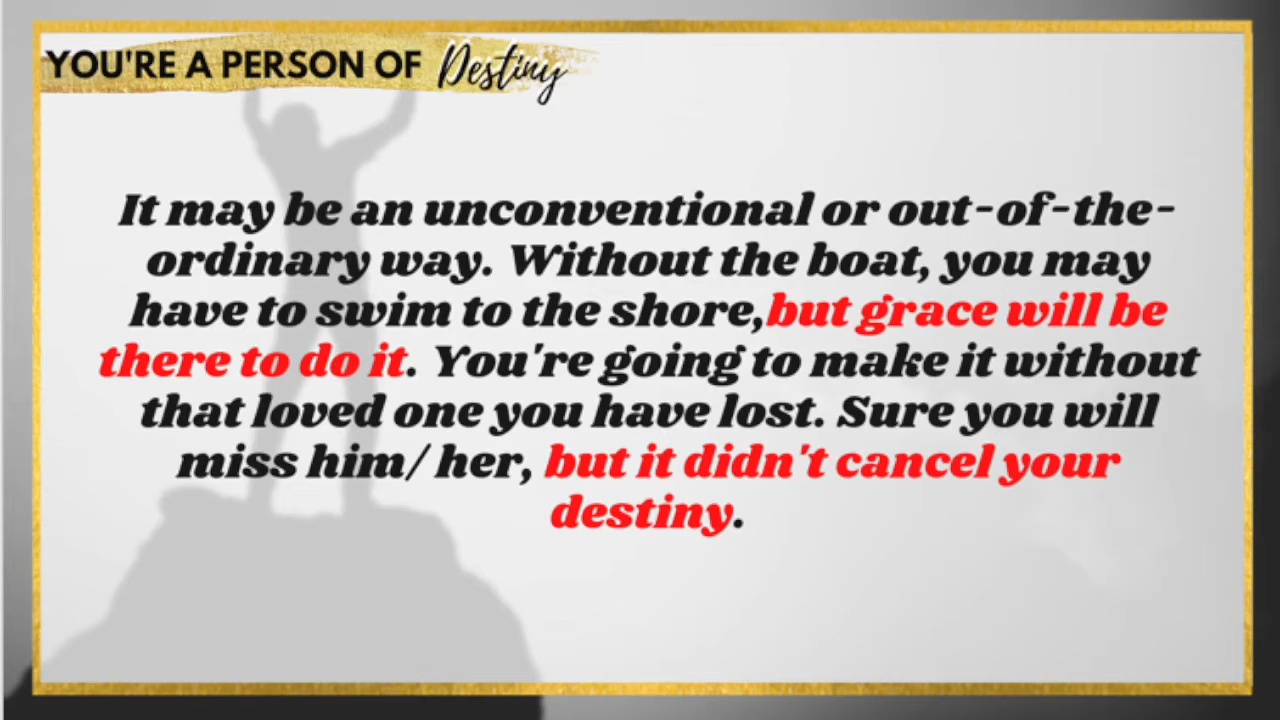 YOU'RE A PERSON OF Destiny
It may be an unconventional or out-of-the-
ordinary way. Without the boat, you may
have to swim to the shore,but grace will be
there to do it. You're going to make it without
that loved one you have lost. Sure you will
miss him/ her, but it didn't cancel your
destiny.